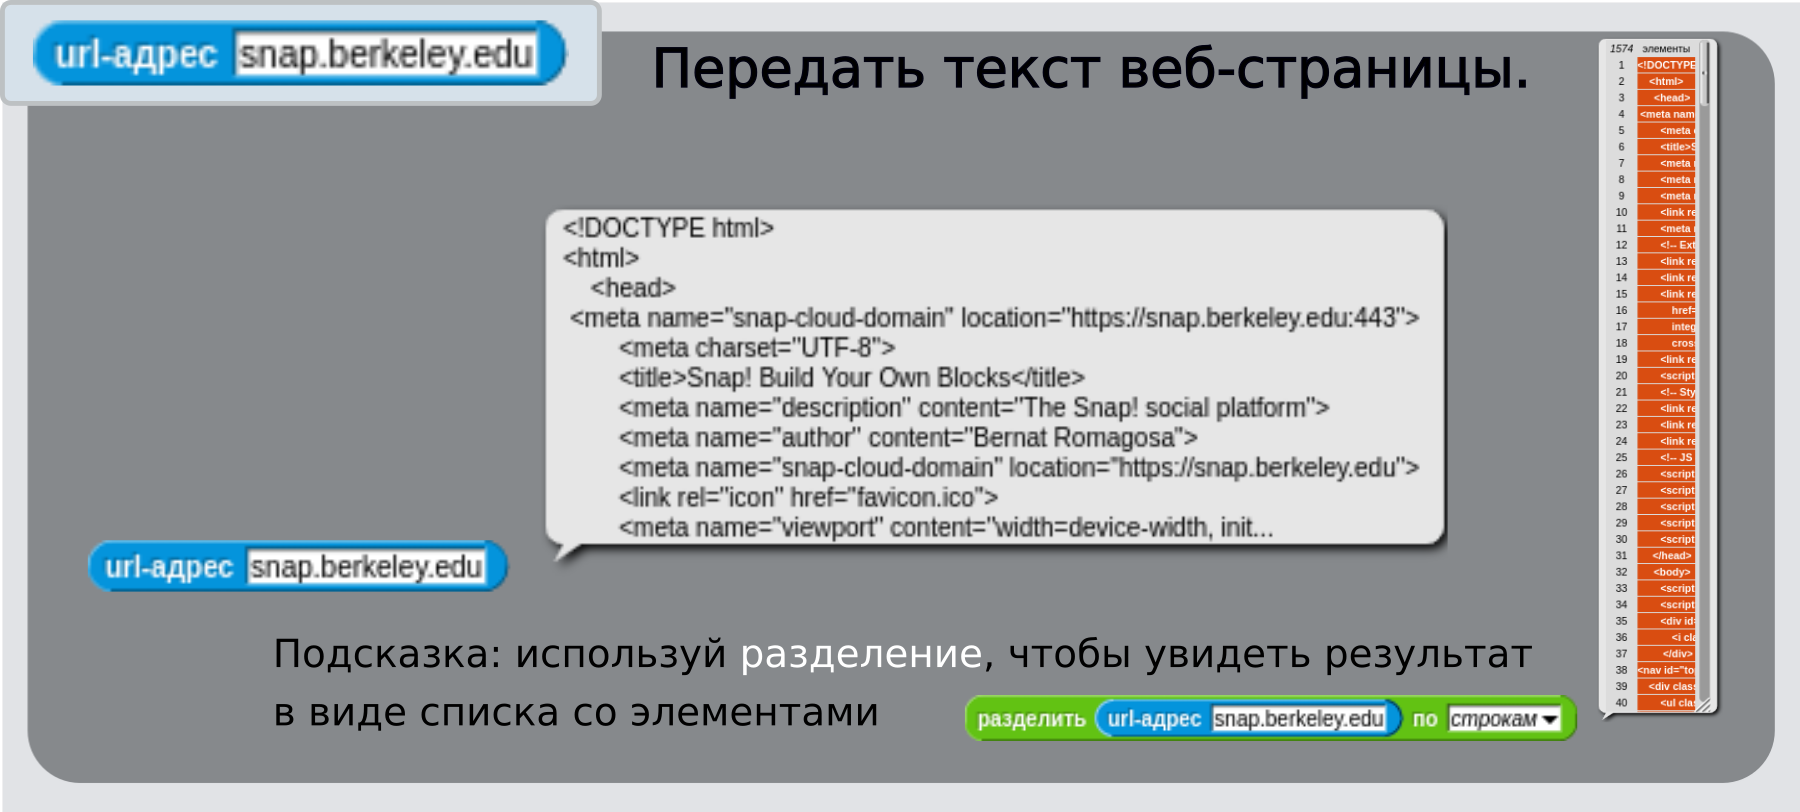 url-адрес snap.berkeley.edu
Передать текст веб-страницы.
<!DOCTYPE html>
<html>
<head>
<meta name="snap-cloud-domain" location="https://snap.berkeley.edu:443">
<meta charset="UTF-8">
<title>Snap! Build Your Own Blocks</title>
<meta name="description" content="The Snap! social platform">
<meta name="author" content="Bernat Romagosa">
<meta name="snap-cloud-domain" location="https://snap.berkeley.edu">
<link rel="icon" href="favicon.ico">
<meta name="viewport" content="width=device-width, init...
url-адрес snap.berkeley.edu
Подсказка: используй разделение, чтобы увидеть результат
в виде списка со элементами
разделить url-адрес snap.berkeley.edu по строкам
1574 элементы
1 <!DOCTYPE
2 <html>
3 <head>
4 <meta nam
5 <meta
6 <title>S
7 <meta
8 <meta
9 <meta
10 <link re
11 <meta
12 <!-- Ext
13 <link re
14 <link re
15 <link re
16 href=
17 integ
18 cros
19 <link re
20 <script
21 <!-- Sty
22 <link re
23 <link re
24 <link re
25 <!-- JS
26 <script
27 <script
28 <script
29 <script
30 <script
31 </head>
32 <body>
33 <script
34 <script
35 <div id
36 <i cla
37 </div>
38 <nav id="to
39 <div clas
40 <ul cla